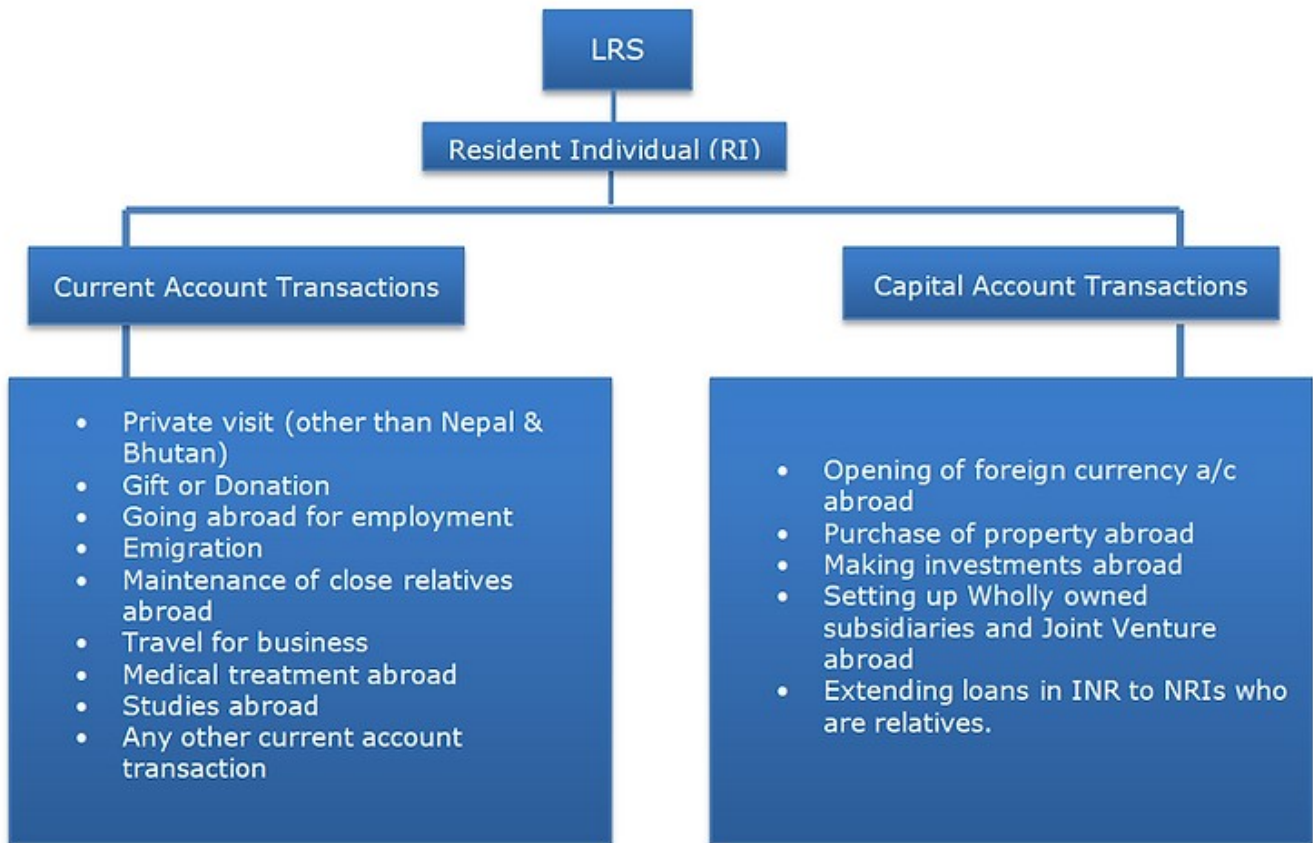 LRS
Resident Individual (RI)
Current Account Transactions
Capital Account Transactions
• Private visit (other than Nepal &
Bhutan)
• Gift or Donation
• Going abroad for employment
• Emigration
• Maintenance of close relatives
abroad
• Travel for business
• Medical treatment abroad
• Studies abroad
• Any other current account
transaction
• Opening of foreign currency a/c
abroad
• Purchase of property abroad
• Making investments abroad
• Setting up Wholly owned
subsidiaries and Joint Venture
abroad
• Extending loans in INR to NRIs who
are relatives.